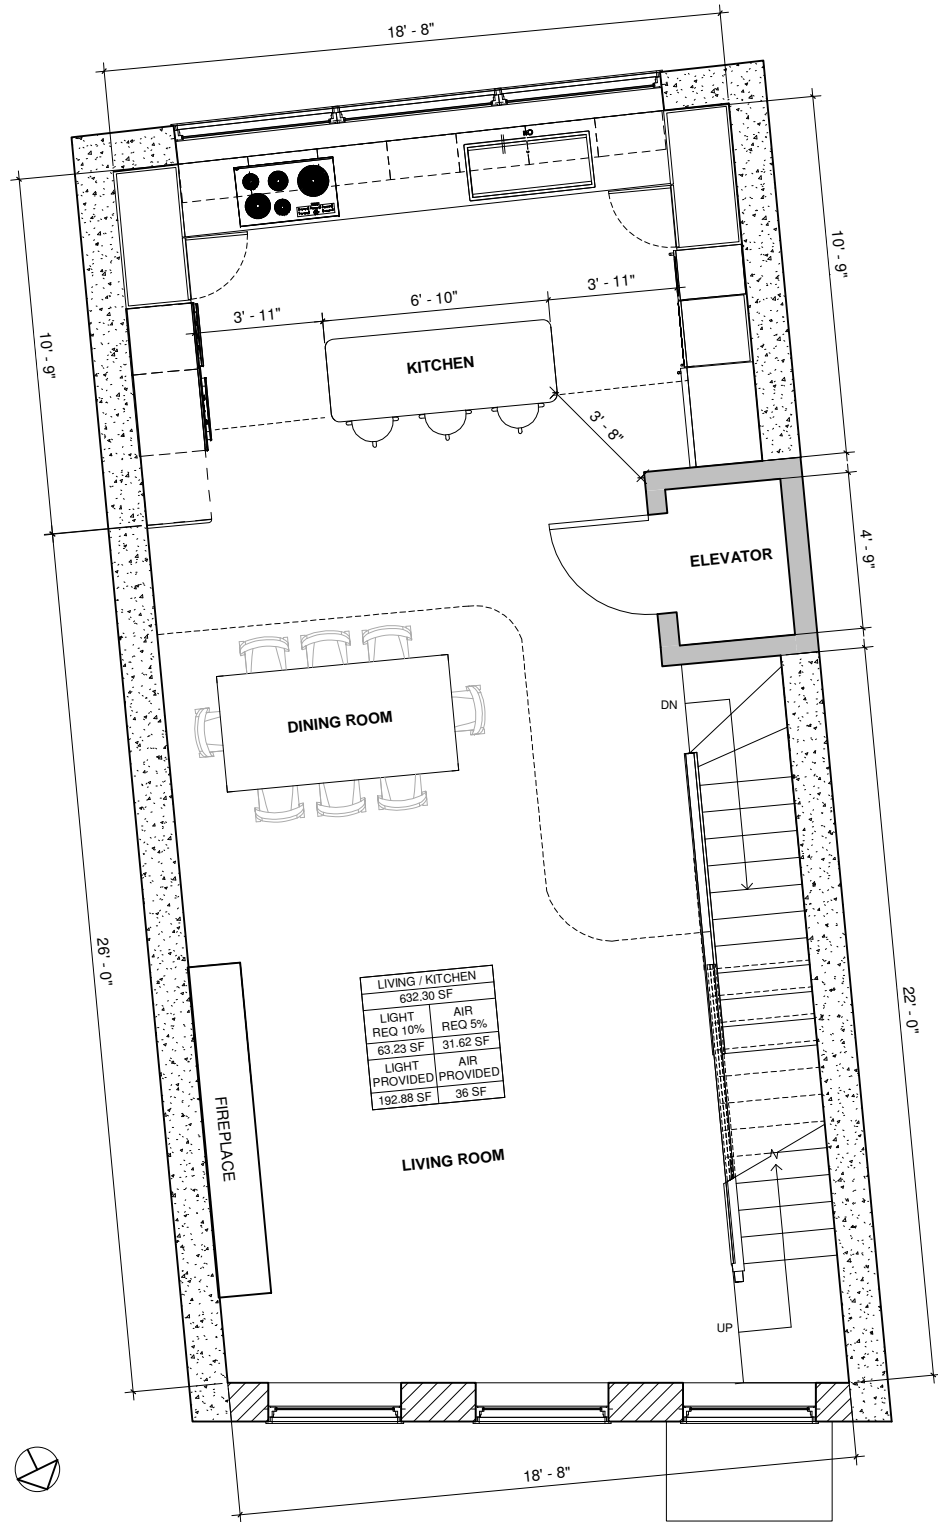 18' - 8"
10' - 9"
10' - 9"
3' - 11"
6' - 10"
3' - 11"
KITCHEN
3' - 8"
ELEVATOR
4' - 9"
DN
DINING ROOM
26' - 0"
22' - 0"
LIVING / KITCHEN
632.30 SF
LIGHT
REQ 10%
AIR
REQ 5%
63.23 SF
31.62 SF
LIGHT
PROVIDED
AIR
PROVIDED
192.88 SF
36 SF
FIREPLACE
LIVING ROOM
UP
18' - 8"